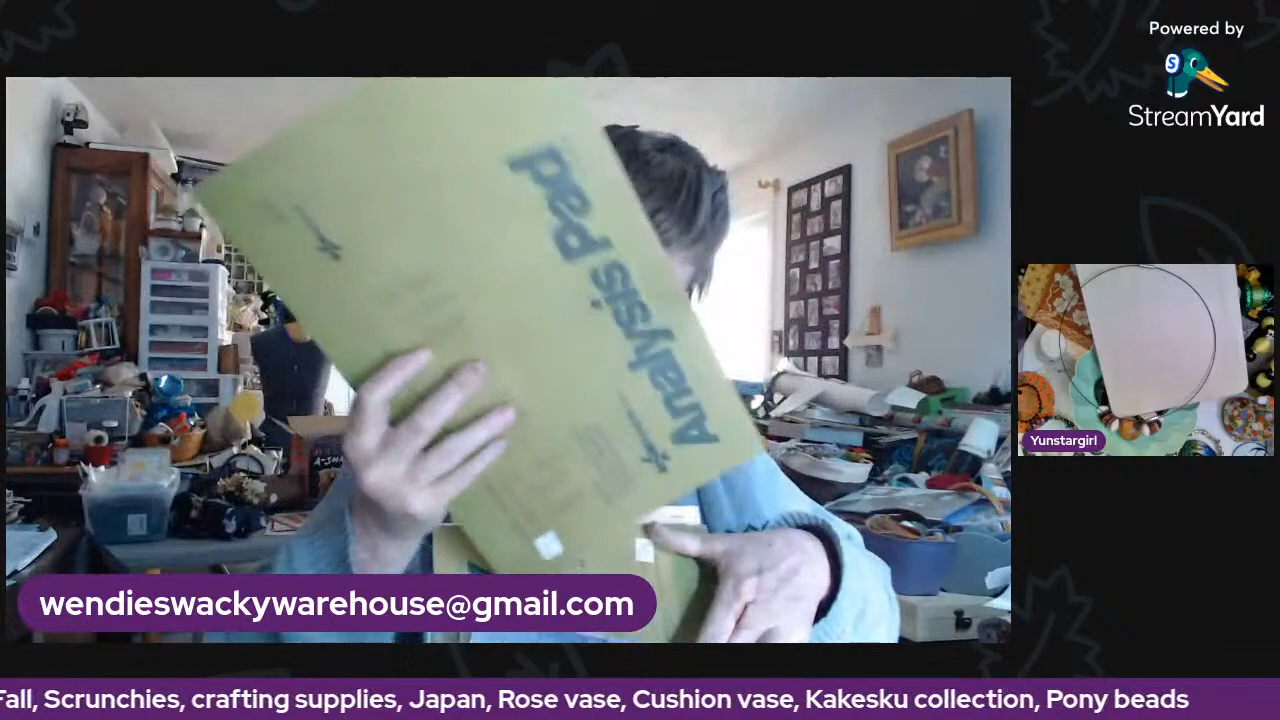 Powered by
StreamYard
Analysis Pad
Yunstargirl
wendieswackywarehouse@gmail.com
Fall, Scrunchies, crafting supplies, Japan, Rose vase, Cushion vase, Kakesku collection, Pony beads